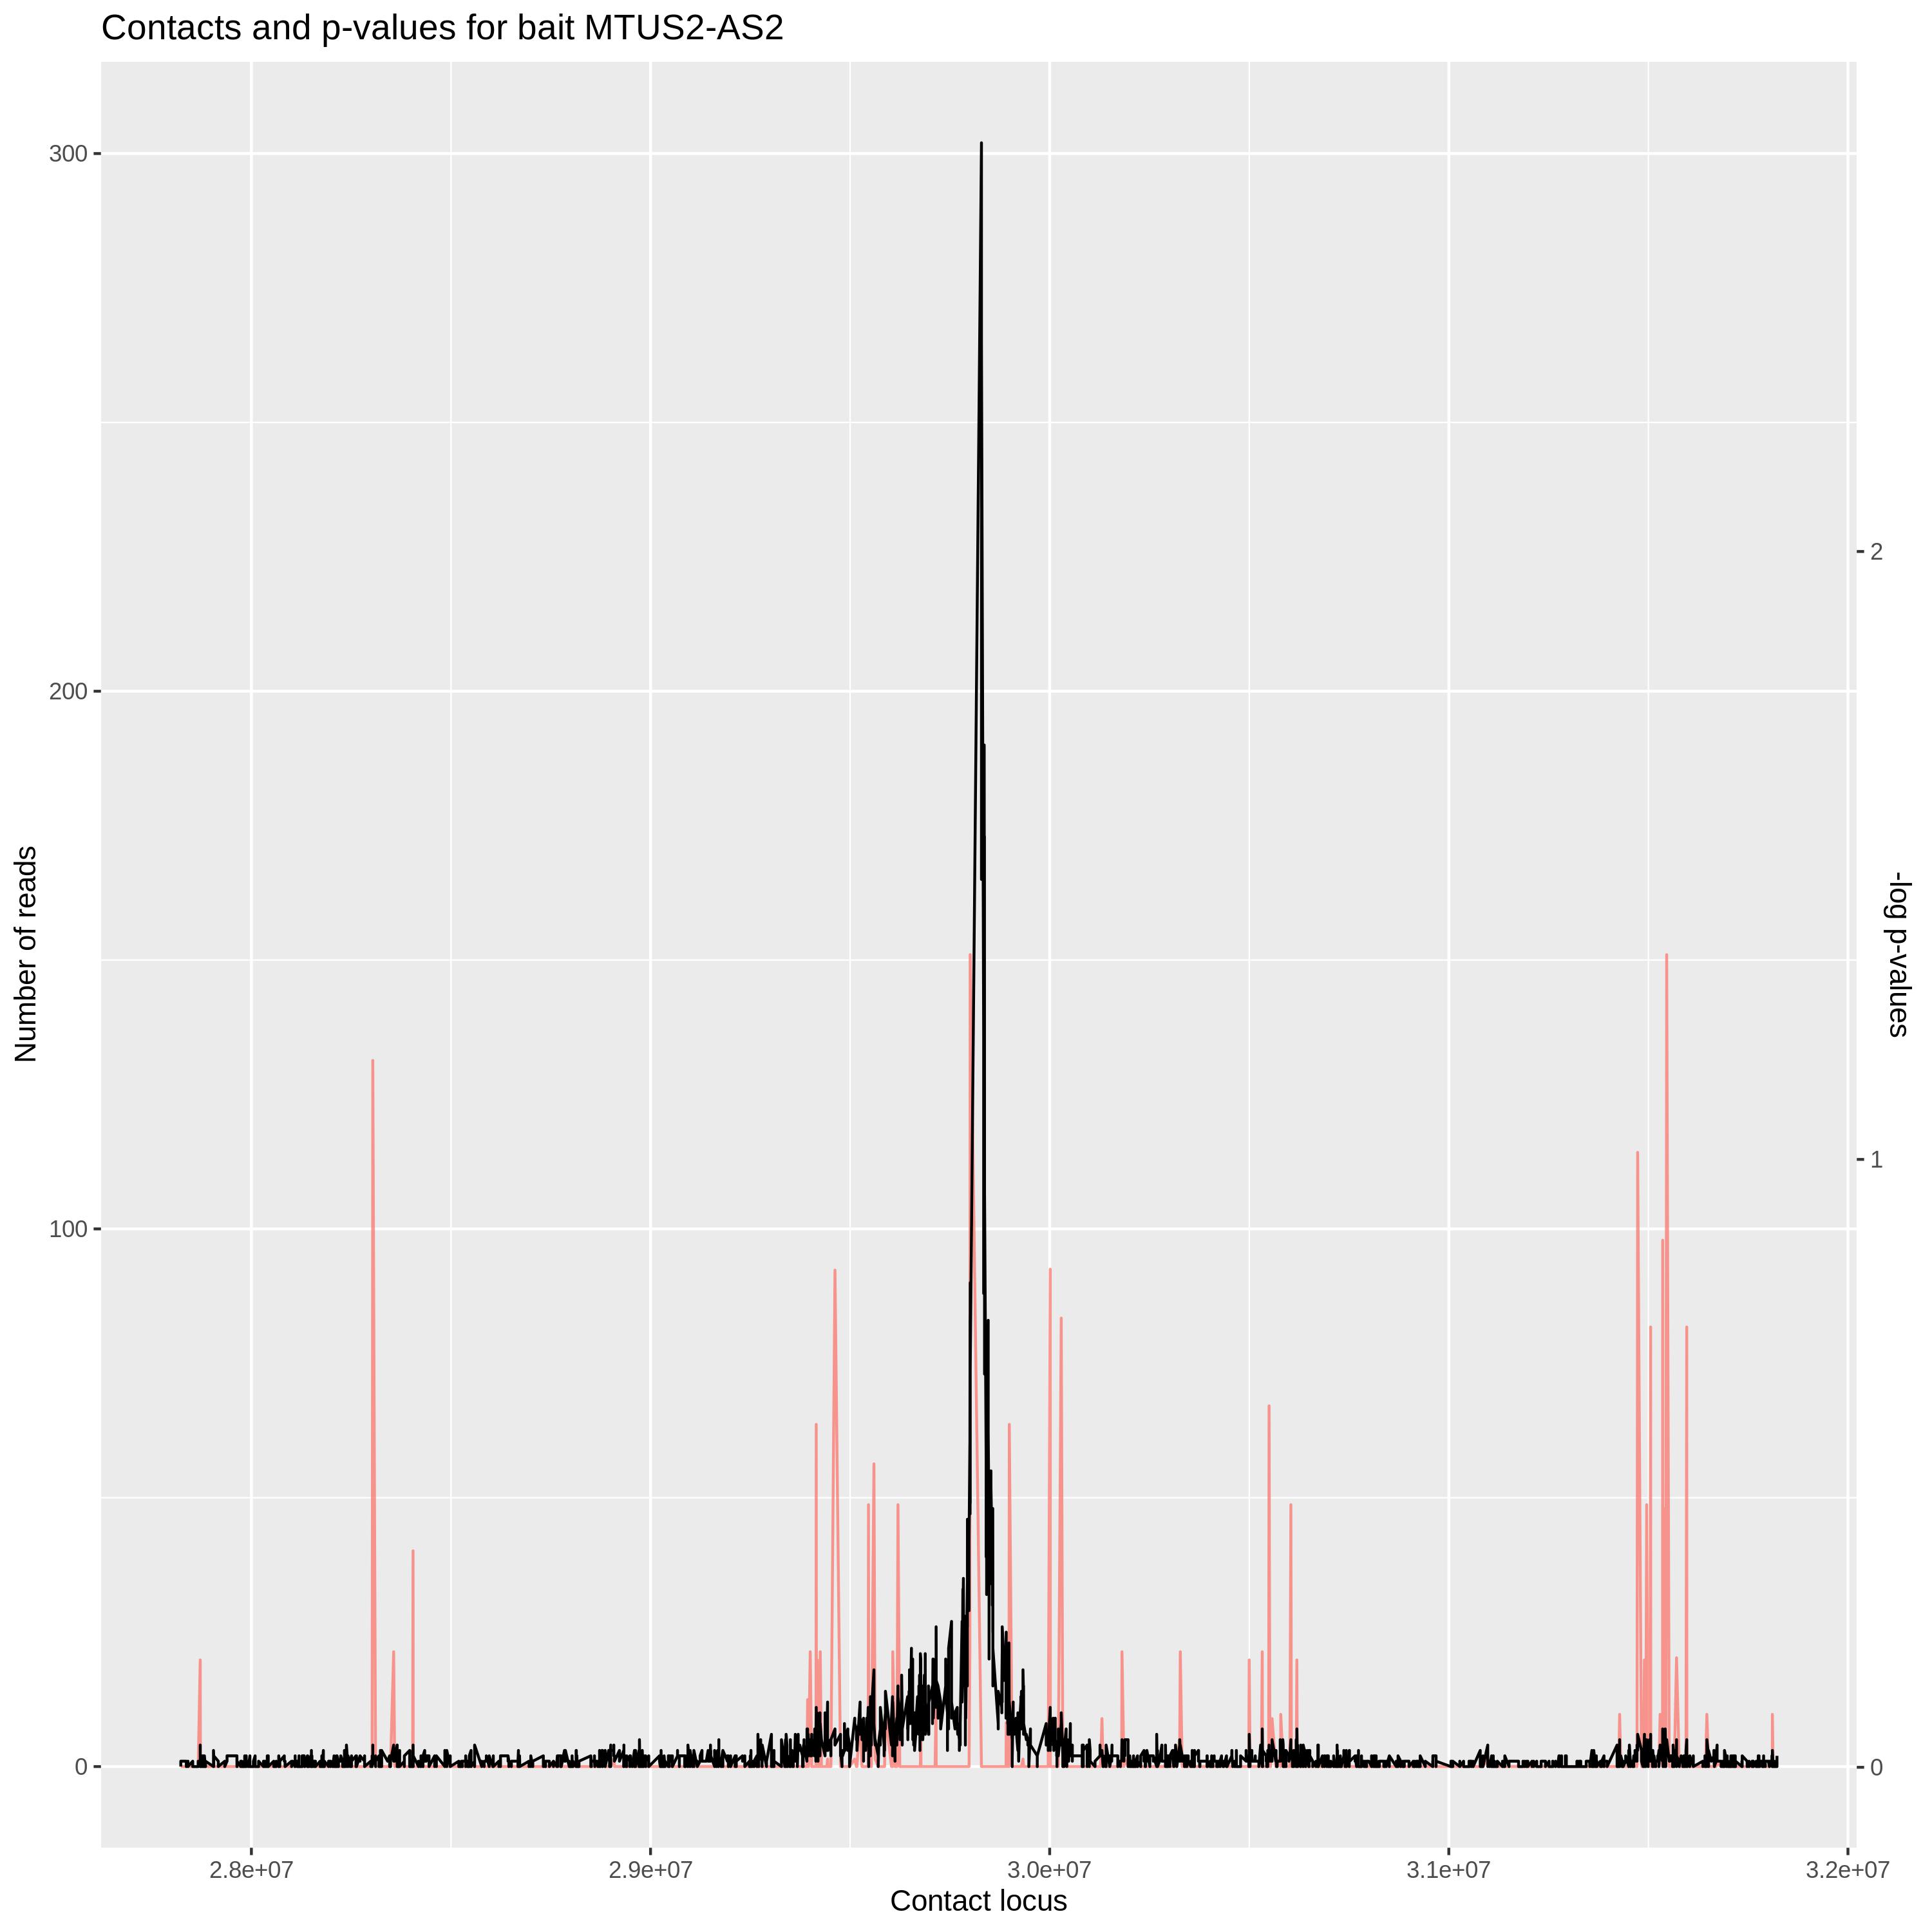 Contacts and p-values for bait MTUS2-AS2
300
200
100
0
Number of reads
2
1
0
-log p-values
2.8e+07
2.9e+07
3.0e+07
3.1e+07
3.2e+07
Contact locus